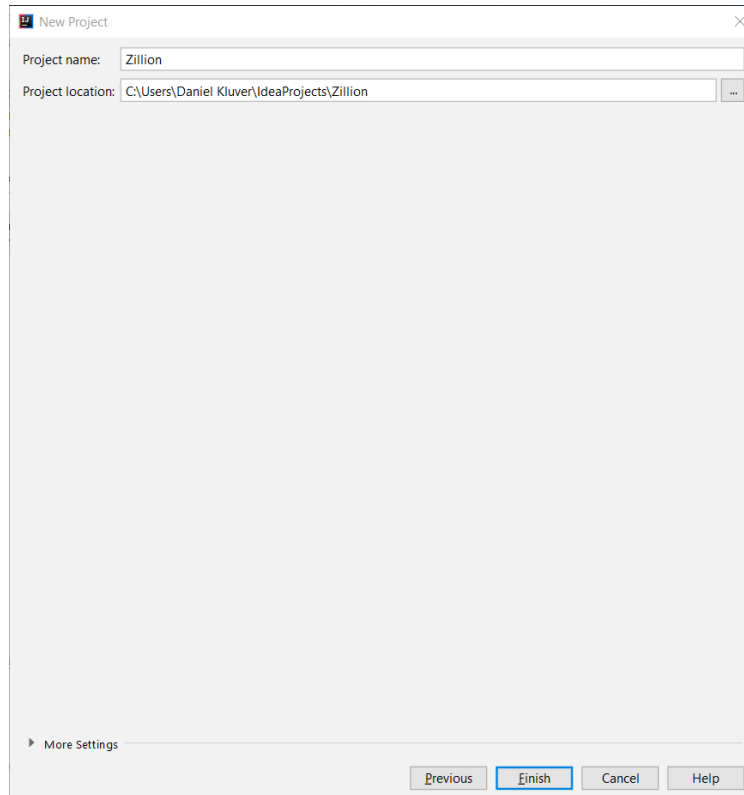 New Project
Project name: Zillion
Project location: C:\Users\Daniel Kluver\IdeaProjects\Zillion ...
More Settings
Previous Finish Cancel Help